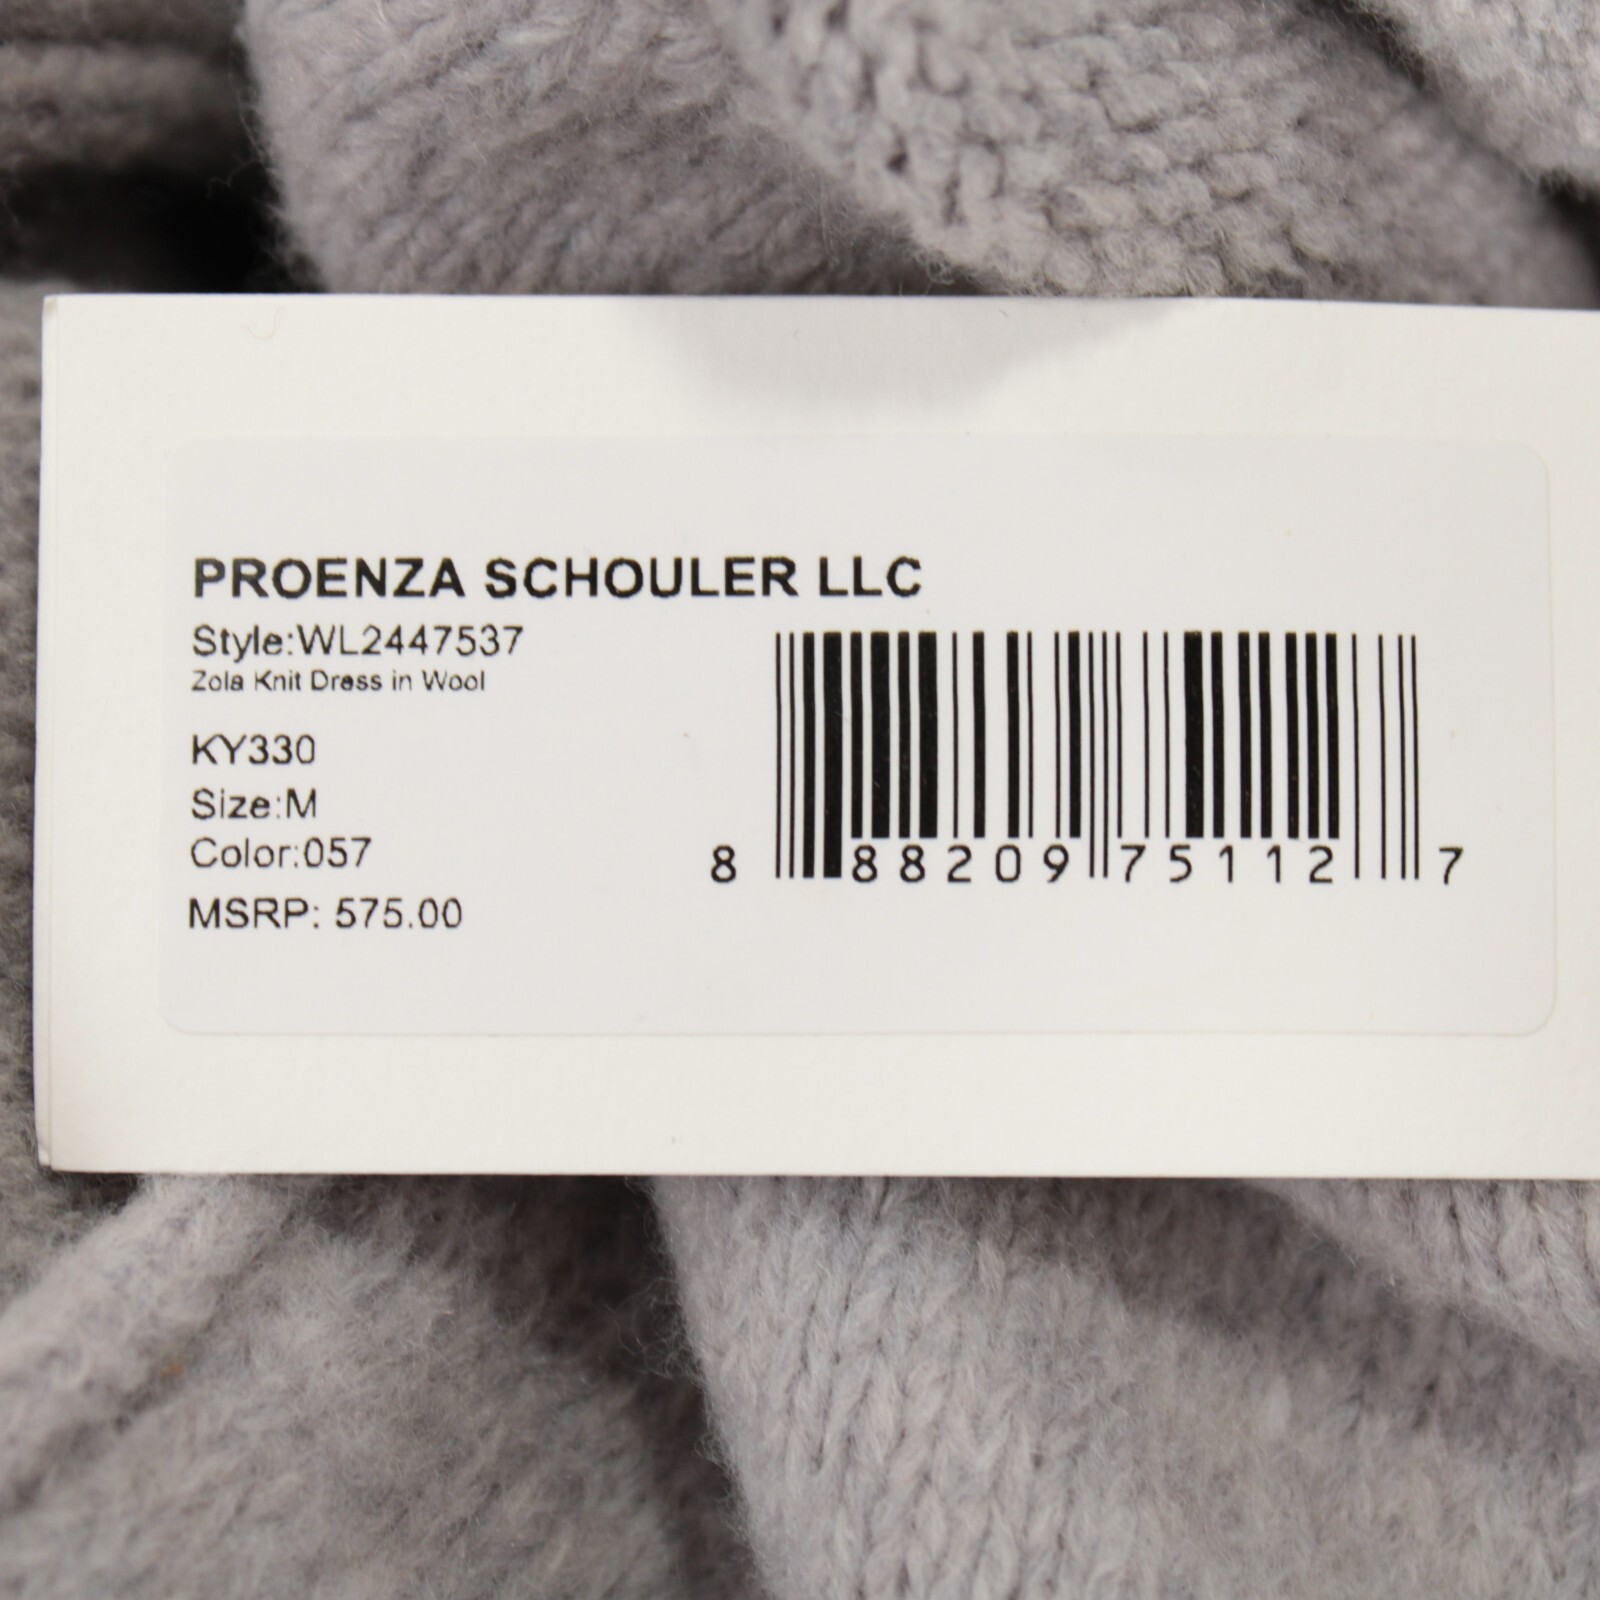 PROENZA SCHOULER LLC
Style:WL2447537
Zola Knit Dress in Wool
KY330
Size:M
Color:057
MSRP: 575.00
8 88209 75112 7